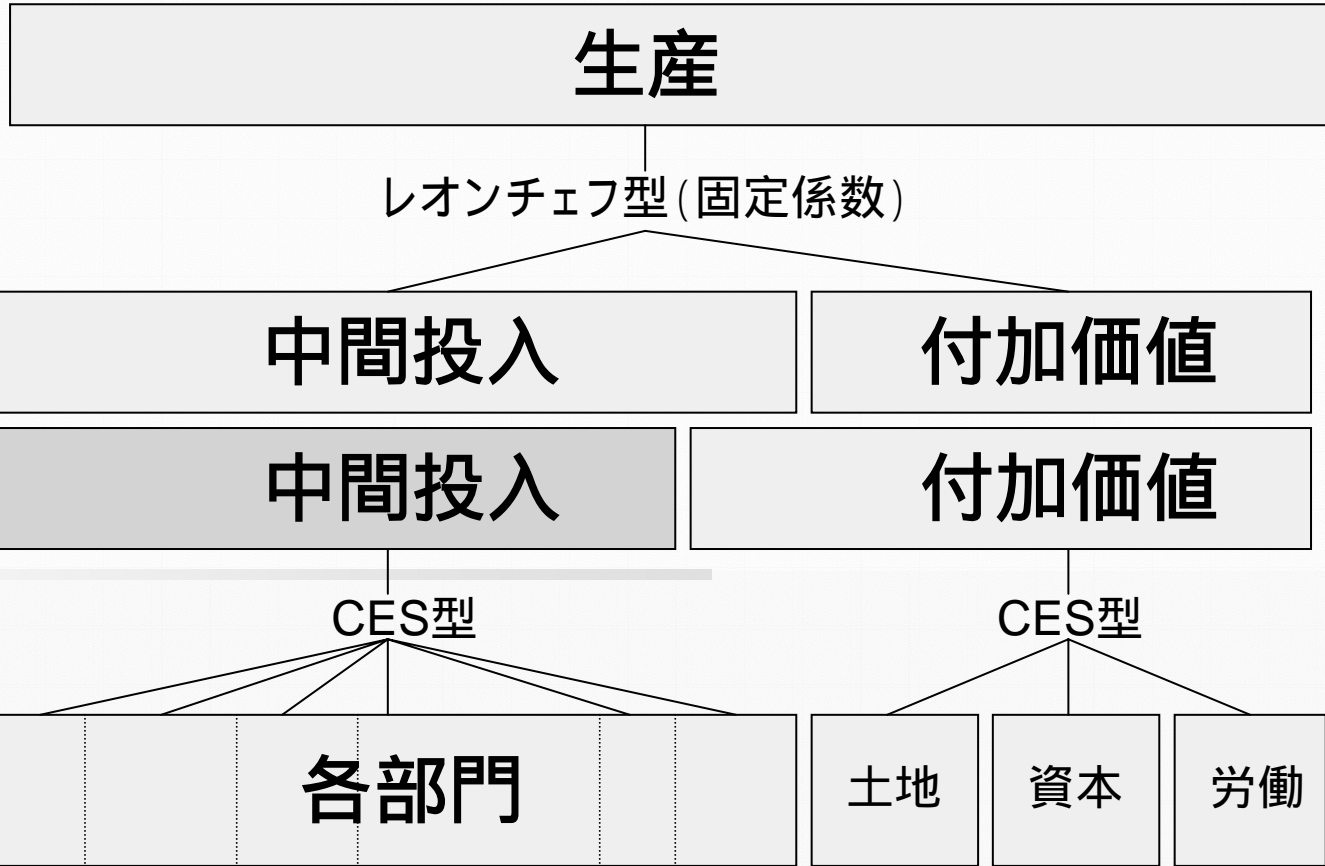 生産
レオンチェフ型(固定係数)
中間投入 付加価値
中間投入 付加価値
CES型 CES型
各部門 土地 資本 労働